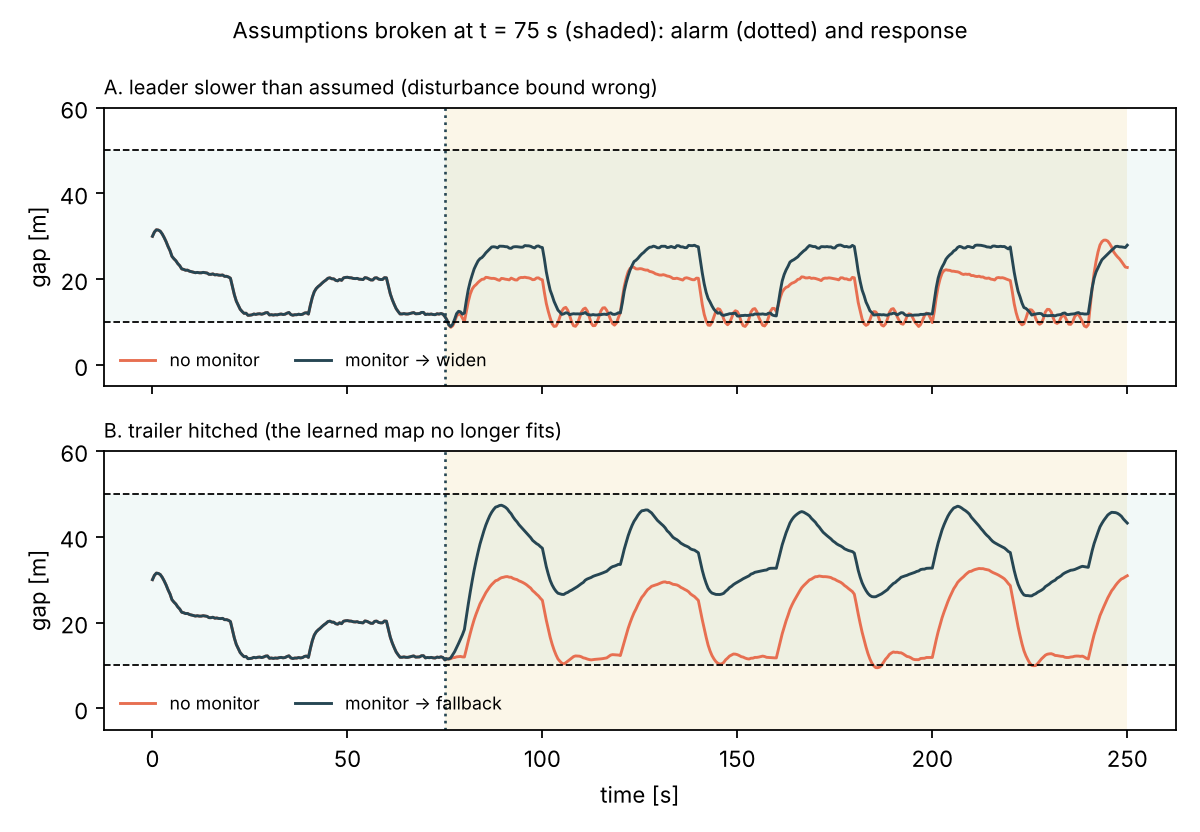 Assumptions broken at t = 75 s (shaded): alarm (dotted) and response
A. leader slower than assumed (disturbance bound wrong)
60
40
20
0
gap [m]
no monitor
monitor → widen
B. trailer hitched (the learned map no longer fits)
60
40
20
0
gap [m]
no monitor
monitor → fallback
0 50 100 150 200 250
time [s]